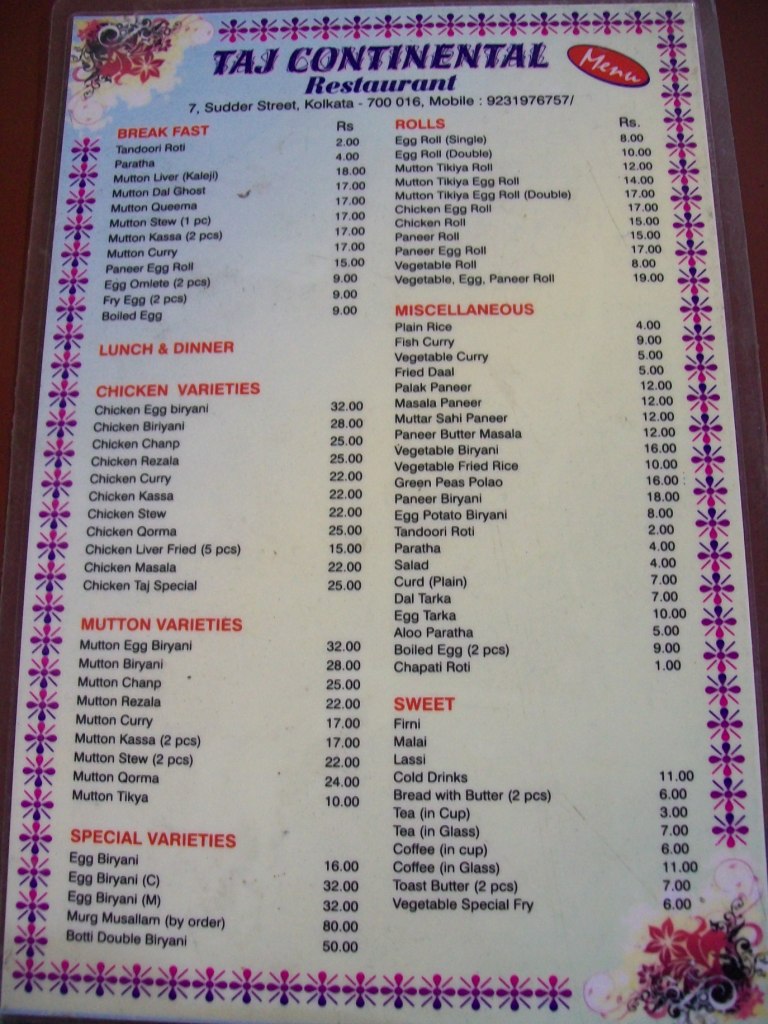 TAJ CONTINENTAL
Restaurant
Menu
7, Sudder Street, Kolkata - 700 016, Mobile : 9231976757/
BREAK FAST Rs
Tandoori Roti 2.00
Paratha 4.00
Mutton Liver (Kaleji) 18.00
Mutton Dal Ghost 17.00
Mutton Queema 17.00
Mutton Stew (1 pc) 17.00
Mutton Kassa (2 pcs) 17.00
Mutton Curry 17.00
Paneer Egg Roll 15.00
Egg Omlete (2 pcs) 9.00
Fry Egg (2 pcs) 9.00
Boiled Egg 9.00
LUNCH & DINNER
CHICKEN VARIETIES
Chicken Egg biryani 32.00
Chicken Biriyani 28.00
Chicken Chanp 25.00
Chicken Rezala 25.00
Chicken Curry 22.00
Chicken Kassa 22.00
Chicken Stew 22.00
Chicken Qorma 25.00
Chicken Liver Fried (5 pcs) 15.00
Chicken Masala 22.00
Chicken Taj Special 25.00
MUTTON VARIETIES
Mutton Egg Biryani 32.00
Mutton Biryani 28.00
Mutton Chanp 25.00
Mutton Rezala 22.00
Mutton Curry 17.00
Mutton Kassa (2 pcs) 17.00
Mutton Stew (2 pcs) 22.00
Mutton Qorma 24.00
Mutton Tikya 10.00
SPECIAL VARIETIES
Egg Biryani 16.00
Egg Biryani (C) 32.00
Egg Biryani (M) 32.00
Murg Musallam (by order) 80.00
Botti Double Biryani 50.00
ROLLS Rs.
Egg Roll (Single) 8.00
Egg Roll (Double) 10.00
Mutton Tikiya Roll 12.00
Mutton Tikiya Egg Roll 14.00
Mutton Tikiya Egg Roll (Double) 17.00
Chicken Egg Roll 17.00
Chicken Roll 15.00
Paneer Roll 15.00
Paneer Egg Roll 17.00
Vegetable Roll 8.00
Vegetable, Egg, Paneer Roll 19.00
MISCELLANEOUS
Plain Rice 4.00
Fish Curry 9.00
Vegetable Curry 5.00
Fried Daal 5.00
Palak Paneer 12.00
Masala Paneer 12.00
Muttar Sahi Paneer 12.00
Paneer Butter Masala 12.00
Vegetable Biryani 16.00
Vegetable Fried Rice 10.00
Green Peas Polao 16.00
Paneer Biryani 18.00
Egg Potato Biryani 8.00
Tandoori Roti 2.00
Paratha 4.00
Salad 4.00
Curd (Plain) 7.00
Dal Tarka 7.00
Egg Tarka 10.00
Aloo Paratha 5.00
Boiled Egg (2 pcs) 9.00
Chapati Roti 1.00
SWEET
Firni
Malai
Lassi
Cold Drinks 11.00
Bread with Butter (2 pcs) 6.00
Tea (in Cup) 3.00
Tea (in Glass) 7.00
Coffee (in cup) 6.00
Coffee (in Glass) 11.00
Toast Butter (2 pcs) 7.00
Vegetable Special Fry 6.00